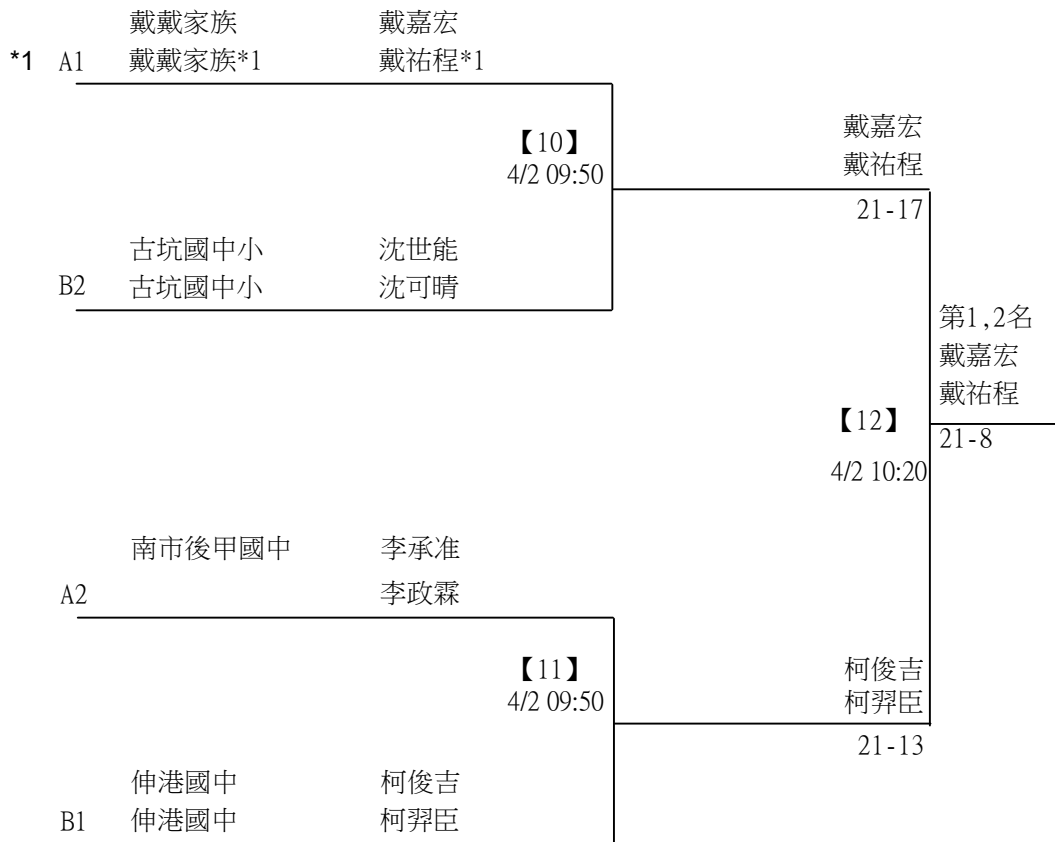 戴戴家族 戴嘉宏
*1 A1 戴戴家族*1 戴祐程*1
【10】
4/2 09:50
戴嘉宏
戴祐程
21-17
古坑國中小 沈世能
B2 古坑國中小 沈可晴
第1,2名
戴嘉宏
戴祐程
【12】
21-8
4/2 10:20
南市後甲國中 李承准
A2 李政霖
【11】
4/2 09:50
柯俊吉
柯羿臣
21-13
伸港國中 柯俊吉
B1 伸港國中 柯羿臣